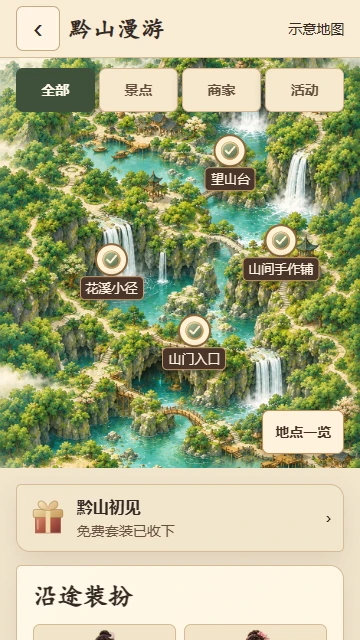 黔山漫游
示意地图
全部
景点
商家
活动
望山台
山间手作铺
花溪小径
山门入口
地点一览
黔山初见
免费套装已收下
沿途装扮